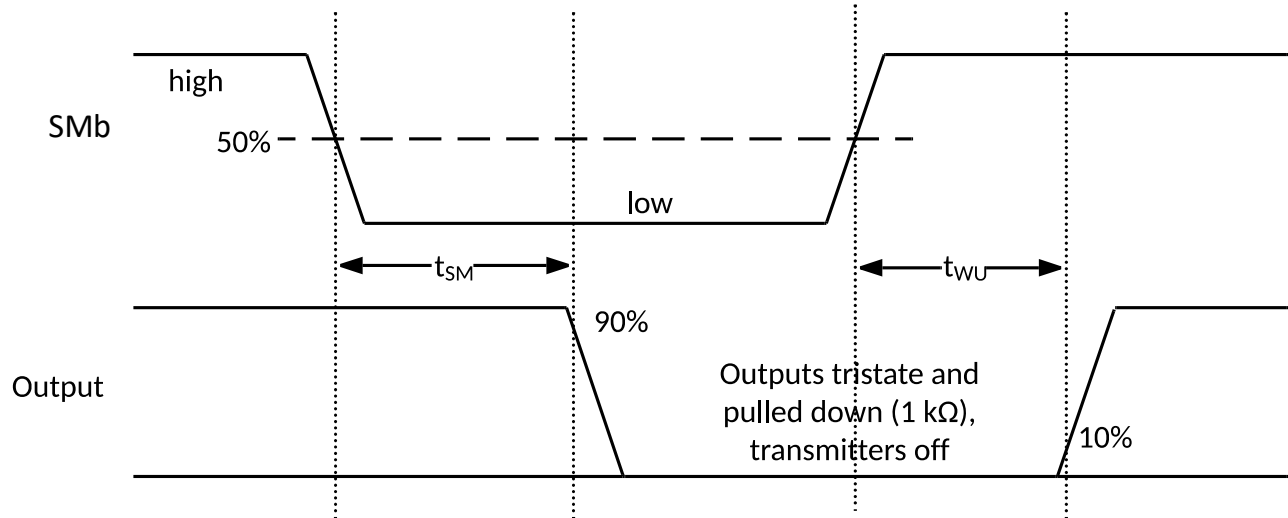 high
SMb
50%
low
tSM
tWU
90%
Output
Outputs tristate and
pulled down (1 kΩ),
transmitters off
10%